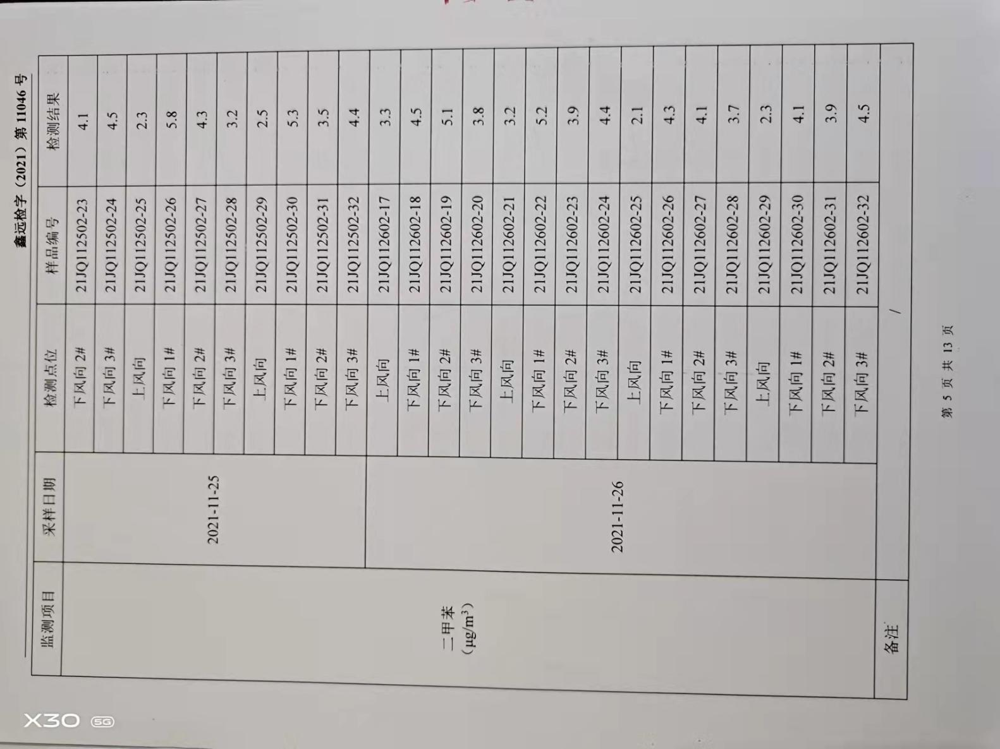 鑫远检字（2021）第 11046 号
监测项目 采样日期 检测点位 样品编号 检测结果
二甲苯
（μg/m³）
2021-11-25
下风向 2# 21JQ112502-23 4.1
下风向 3# 21JQ112502-24 4.5
上风向 21JQ112502-25 2.3
下风向 1# 21JQ112502-26 5.8
下风向 2# 21JQ112502-27 4.3
下风向 3# 21JQ112502-28 3.2
上风向 21JQ112502-29 2.5
下风向 1# 21JQ112502-30 5.3
下风向 2# 21JQ112502-31 3.5
下风向 3# 21JQ112502-32 4.4
2021-11-26
上风向 21JQ112602-17 3.3
下风向 1# 21JQ112602-18 4.5
下风向 2# 21JQ112602-19 5.1
下风向 3# 21JQ112602-20 3.8
上风向 21JQ112602-21 3.2
下风向 1# 21JQ112602-22 5.2
下风向 2# 21JQ112602-23 3.9
下风向 3# 21JQ112602-24 4.4
上风向 21JQ112602-25 2.1
下风向 1# 21JQ112602-26 4.3
下风向 2# 21JQ112602-27 4.1
下风向 3# 21JQ112602-28 3.7
上风向 21JQ112602-29 2.3
下风向 1# 21JQ112602-30 4.1
下风向 2# 21JQ112602-31 3.9
下风向 3# 21JQ112602-32 4.5
备注 /
第 5 页 共 13 页
X30 5G